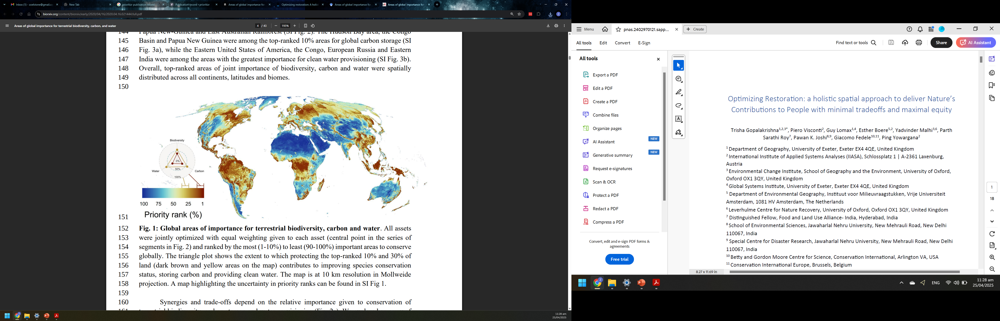 Inbox (1) - zoelstone@gmail.co
New Tab
prioritizr publication record -
Publication record • prioritizr
Areas of global importance for
Optimizing restoration: A holis
Areas of global importance fo
Areas of global importance for
biorxiv.org/content/biorxiv/early/2020/04/16/2020.04.16.021444.full.pdf
Areas of global importance for terrestrial biodiversity, carbon, and water
4 / 43
195%
144 Papua New-Guinea and East Australian Rainforest (SI Fig. 2). The Hudson Bay area, the Congo
145 Basin and Papua New Guinea were among the top-ranked 10% areas for global carbon storage (SI
146 Fig. 3a), while the Eastern United States of America, the Congo, European Russia and Eastern
147 India were among the areas with the greatest importance for clean water provisioning (SI Fig. 3b).
148 Overall, top-ranked areas of joint importance of biodiversity, carbon and water were spatially
149 distributed across all continents, latitudes and biomes.
150
Biodiversity
0%
Water
50%
Carbon
100%
100 75 50 25 1
Priority rank (%)
151
152 Fig. 1: Global areas of importance for terrestrial biodiversity, carbon and water. All assets
153 were jointly optimized with equal weighting given to each asset (central point in the series of
154 segments in Fig. 2) and ranked by the most (1-10%) to least (90-100%) important areas to conserve
155 globally. The triangle plot shows the extent to which protecting the top-ranked 10% and 30% of
156 land (dark brown and yellow areas on the map) contributes to improving species conservation
157 status, storing carbon and providing clean water. The map is at 10 km resolution in Mollweide
158 projection. A map highlighting the uncertainty in priority ranks can be found in SI Fig 1.
159
160 Synergies and trade-offs depend on the relative importance given to conservation of
11:28 am
25/04/2025
Menu
pnas.2402970121.sapp....
Create
All tools
Edit
Convert
E-Sign
Find text or tools
Share
AI Assistant
All tools
Export a PDF
Edit a PDF
Create a PDF
Combine files
Organize pages
AI Assistant
NEW
Generative summary
NEW
Request e-signatures
Scan & OCR
Protect a PDF
Redact a PDF
Compress a PDF
Convert, edit and e-sign PDF forms &
agreements
Free trial
Optimizing Restoration: a holistic spatial approach to deliver Nature's
Contributions to People with minimal tradeoffs and maximal equity
Trisha Gopalakrishna1,2,3*, Piero Visconti2, Guy Lomax1,4, Esther Boere5,2, Yadvinder Malhi3,6, Parth
Sarathi Roy7, Pawan K. Joshi8,9, Giacomo Fedele10,11, Ping Yowargana2
1 Department of Geography, University of Exeter, Exeter EX4 4QE, United Kingdom
2 International Institute of Applied Systems Analyses (IIASA), Schlossplatz 1 | A-2361 Laxenburg,
Austria
3 Environmental Change Institute, School of Geography and the Environment, University of Oxford,
Oxford OX1 3QY, United Kingdom
4 Global Systems Institute, University of Exeter, Exeter EX4 4QE, United Kingdom
5 Department of Environmental Geography, Instituut voor Milieuvraagstukken, Vrije Universiteit
Amsterdam, 1081 HV Amsterdam, The Netherlands
6 Leverhulme Centre for Nature Recovery, University of Oxford, Oxford OX1 3QY, United Kingdom
7 Distinguished Fellow, Food and Land Use Alliance- India, Hyderabad, India
8 School of Environmental Sciences, Jawaharlal Nehru University, New Mehrauli Road, New Delhi
110067, India
9 Special Centre for Disaster Research, Jawaharlal Nehru University, New Mehrauli Road, New Delhi
110067, India
10 Betty and Gordon Moore Centre for Science, Conservation International, Arlington VA, USA
11 Conservation International Europe, Brussels, Belgium
8.27 x 11.69 in
1
18
ENG
11:28 am
25/04/2025